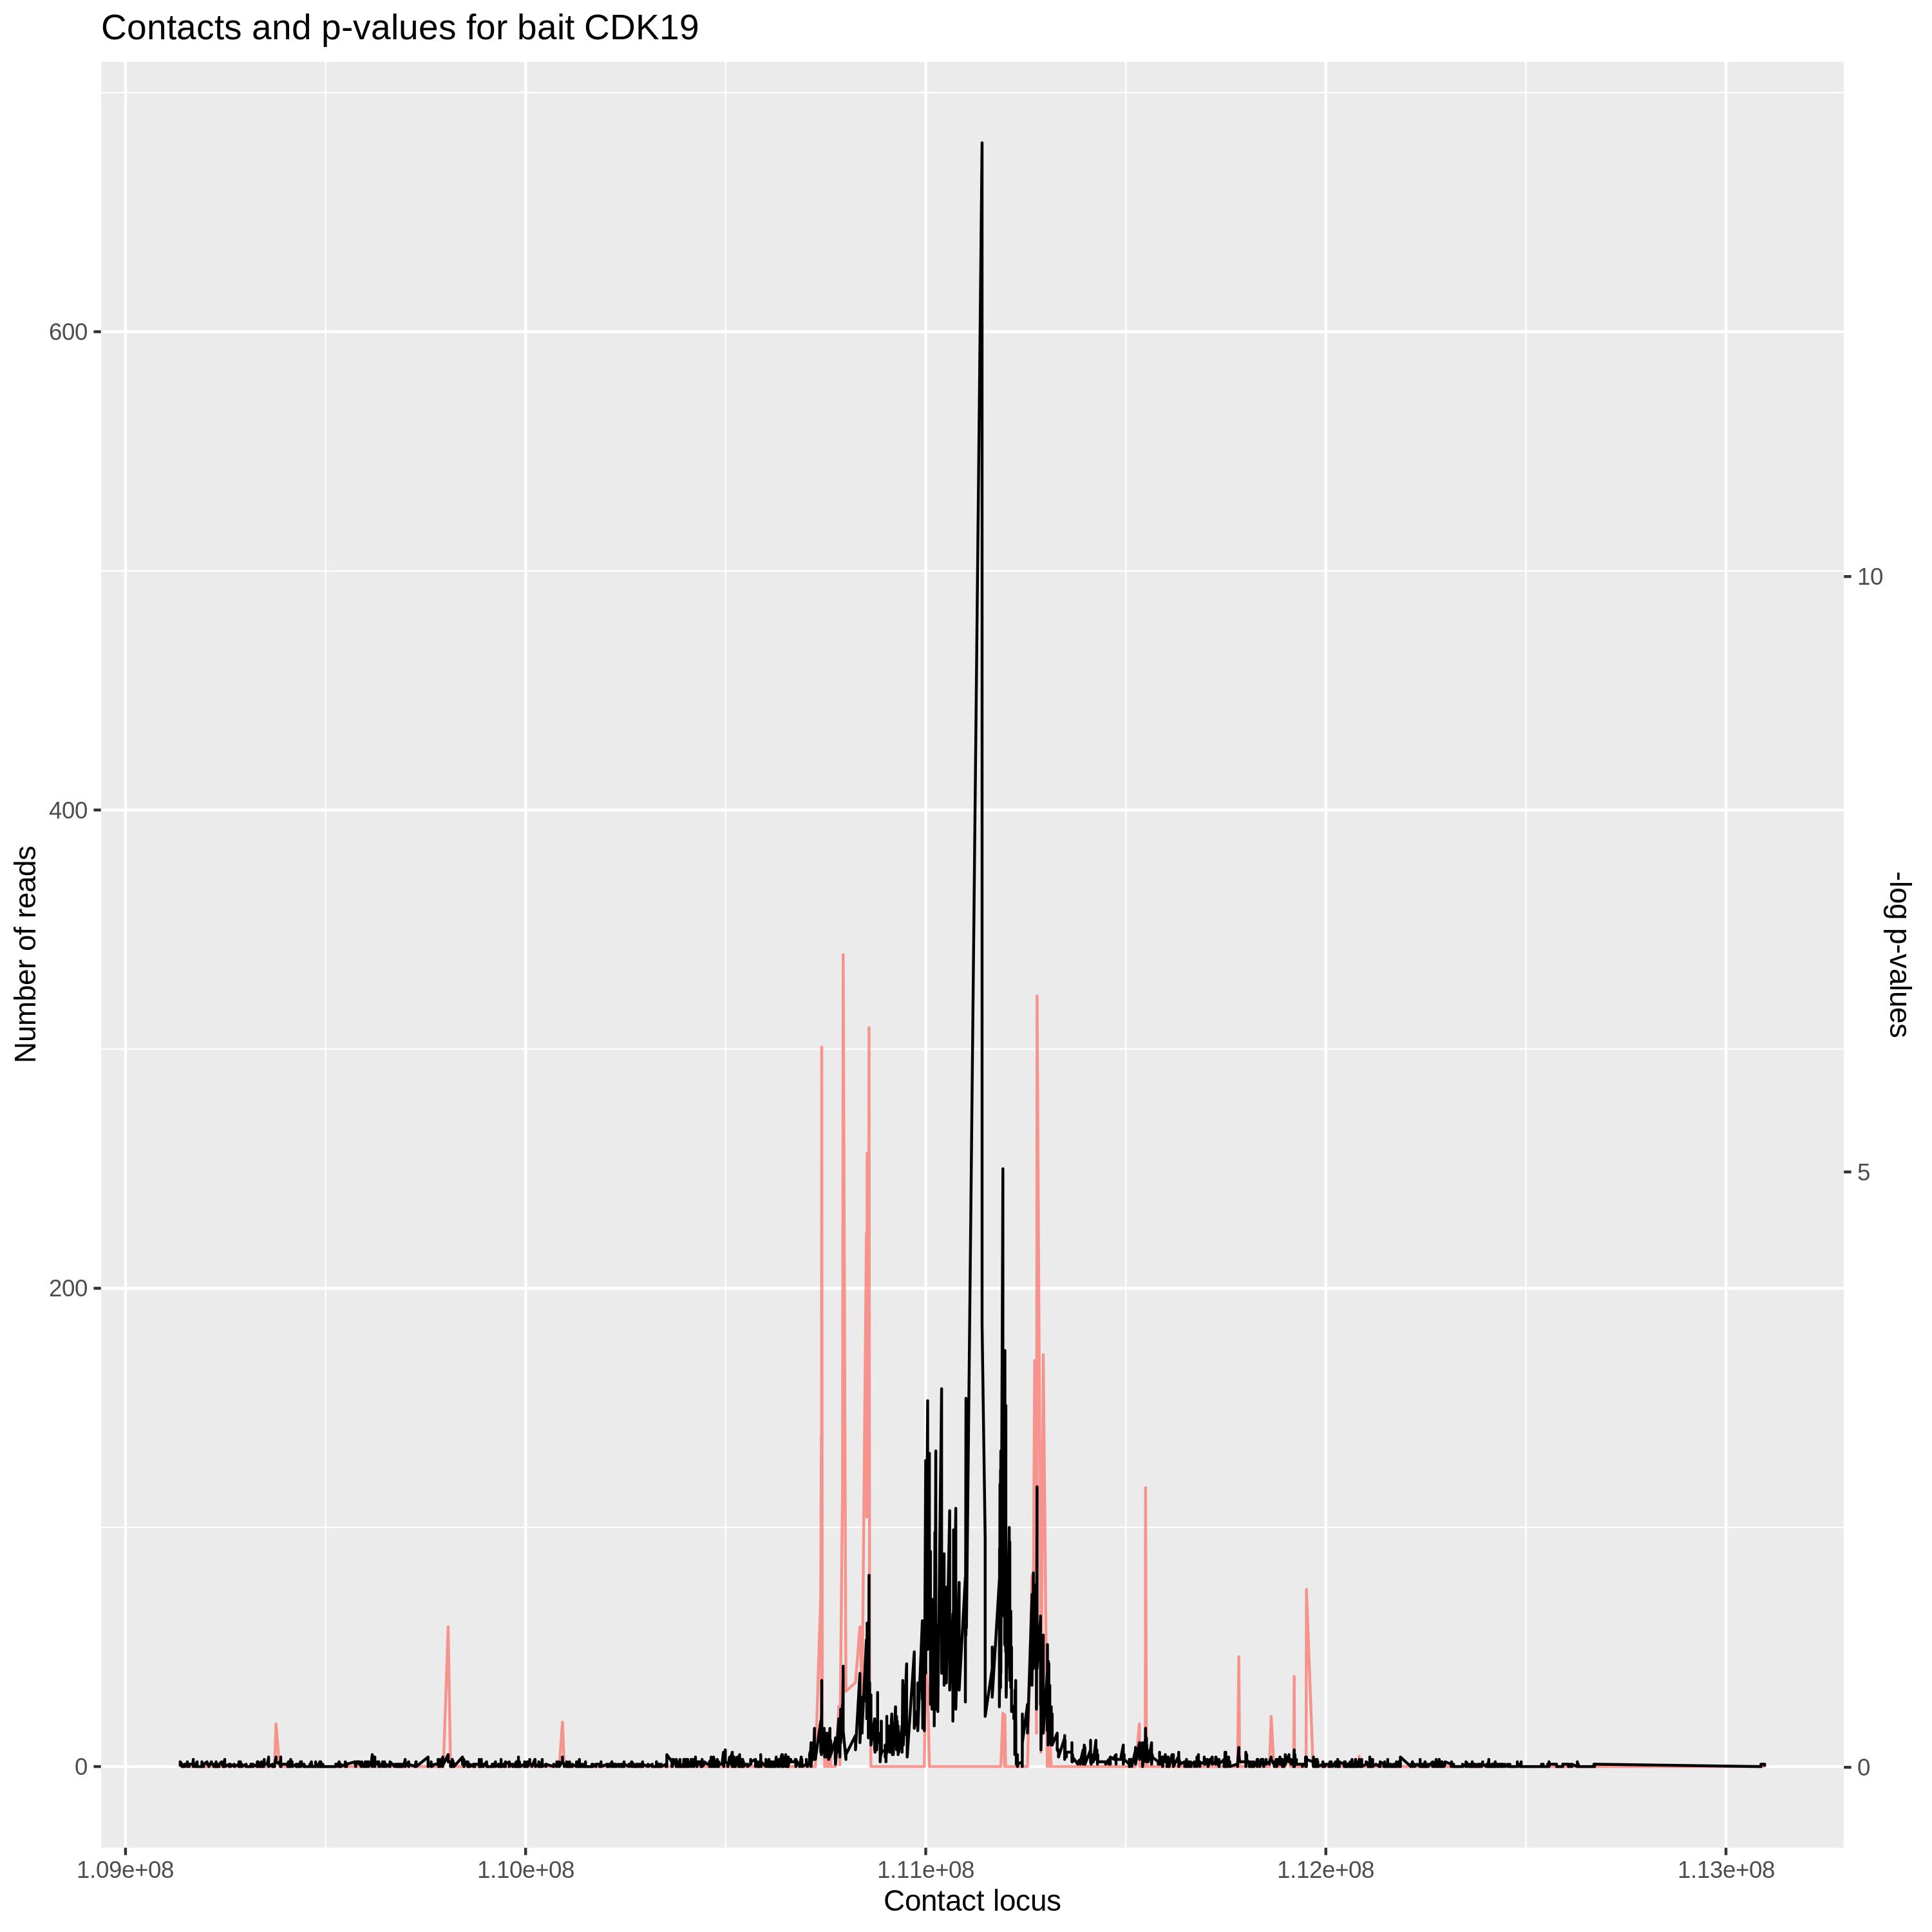 Contacts and p-values for bait CDK19
600
400
200
0
Number of reads
10
5
0
-log p-values
1.09e+08
1.10e+08
1.11e+08
1.12e+08
1.13e+08
Contact locus